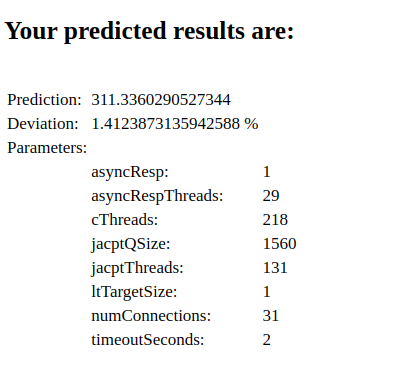 Your predicted results are:
Prediction: 311.3360290527344
Deviation: 1.4123873135942588 %
Parameters:
asyncResp: 1
asyncRespThreads: 29
cThreads: 218
jacptQSize: 1560
jacptThreads: 131
ltTargetSize: 1
numConnections: 31
timeoutSeconds: 2